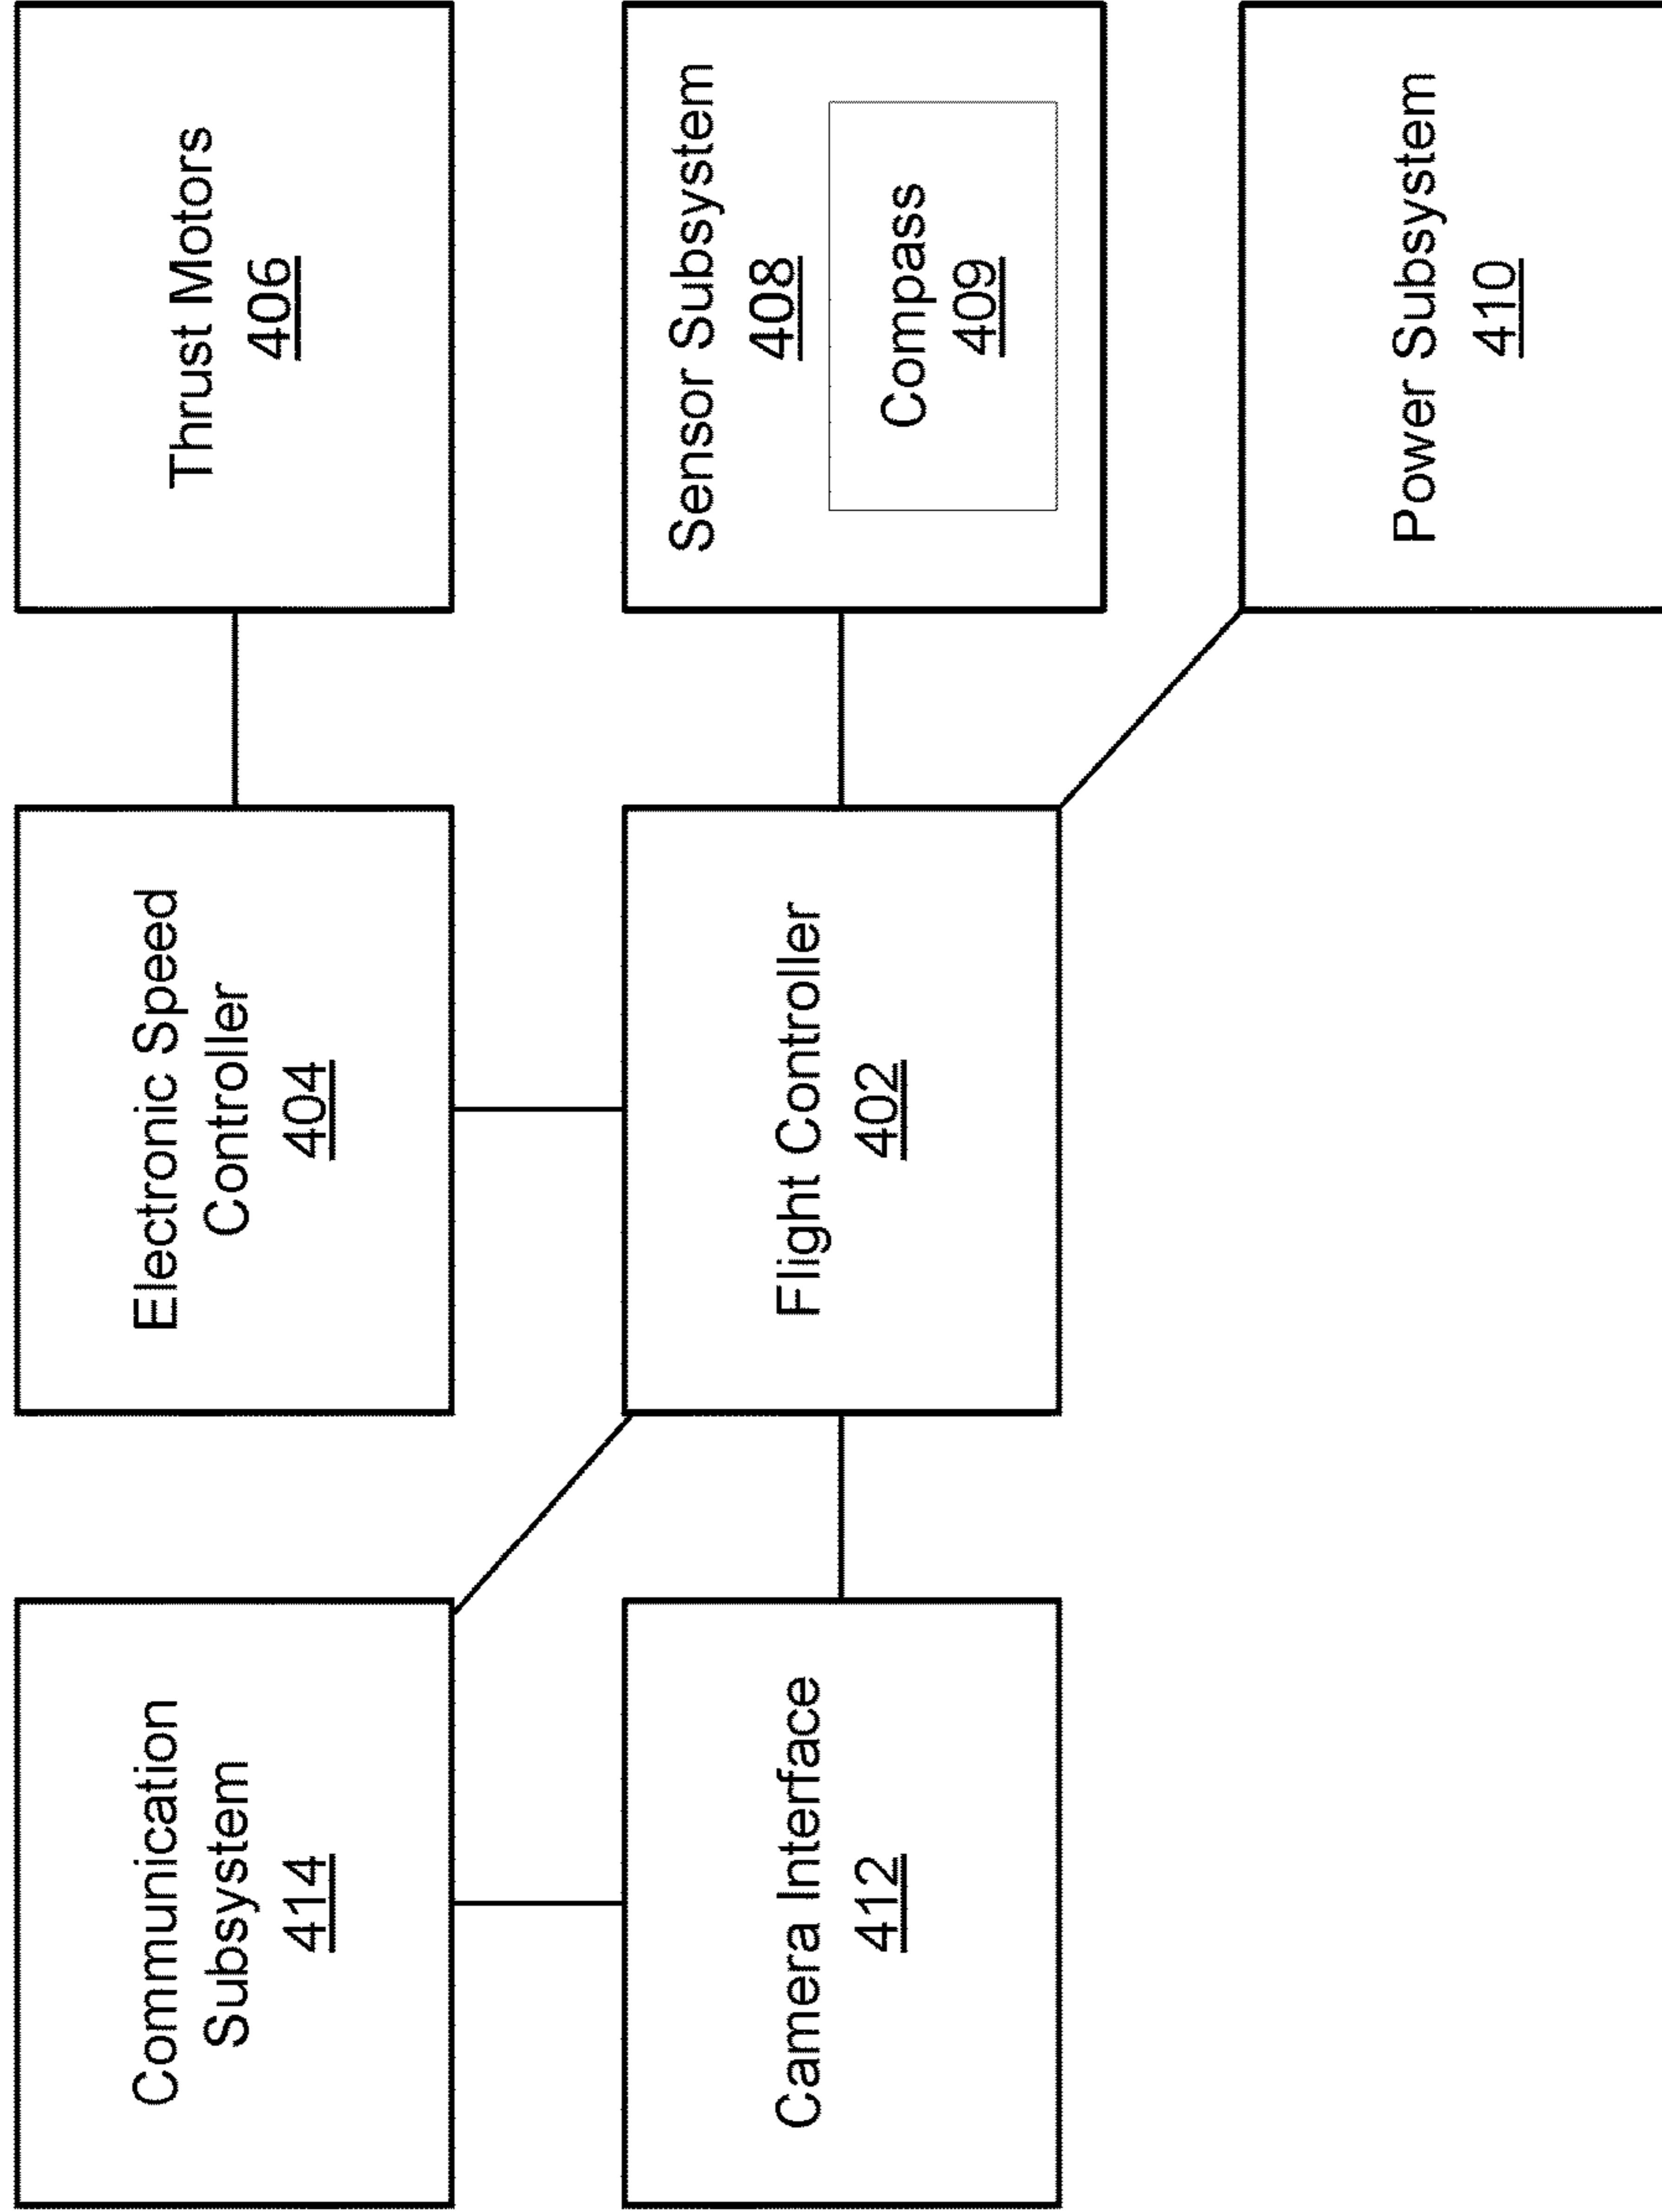 Communication
Subsystem
414
Electronic Speed
Controller
404
Thrust Motors
406
Camera Interface
412
Flight Controller
402
Sensor Subsystem
408
Compass
409
Power Subsystem
410